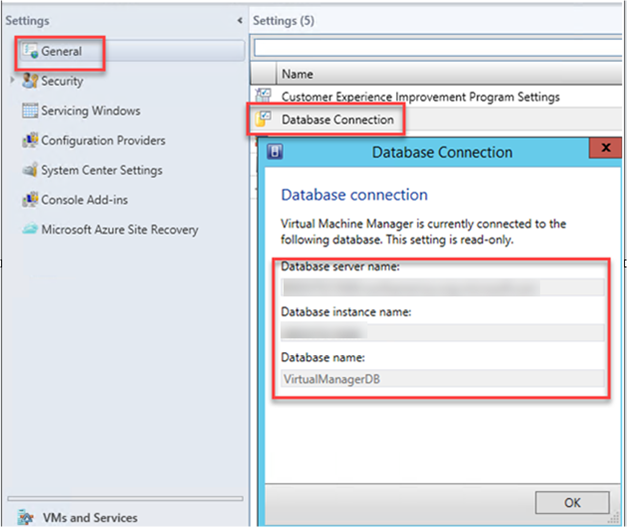 Settings
General
Security
Servicing Windows
Configuration Providers
System Center Settings
Console Add-ins
Microsoft Azure Site Recovery
VMs and Services
Settings (5)
Name
Customer Experience Improvement Program Settings
Database Connection
Database Connection
x
Database connection
Virtual Machine Manager is currently connected to the
following database. This setting is read-only.
Database server name:
Database instance name:
Database name:
VirtualManagerDB
OK